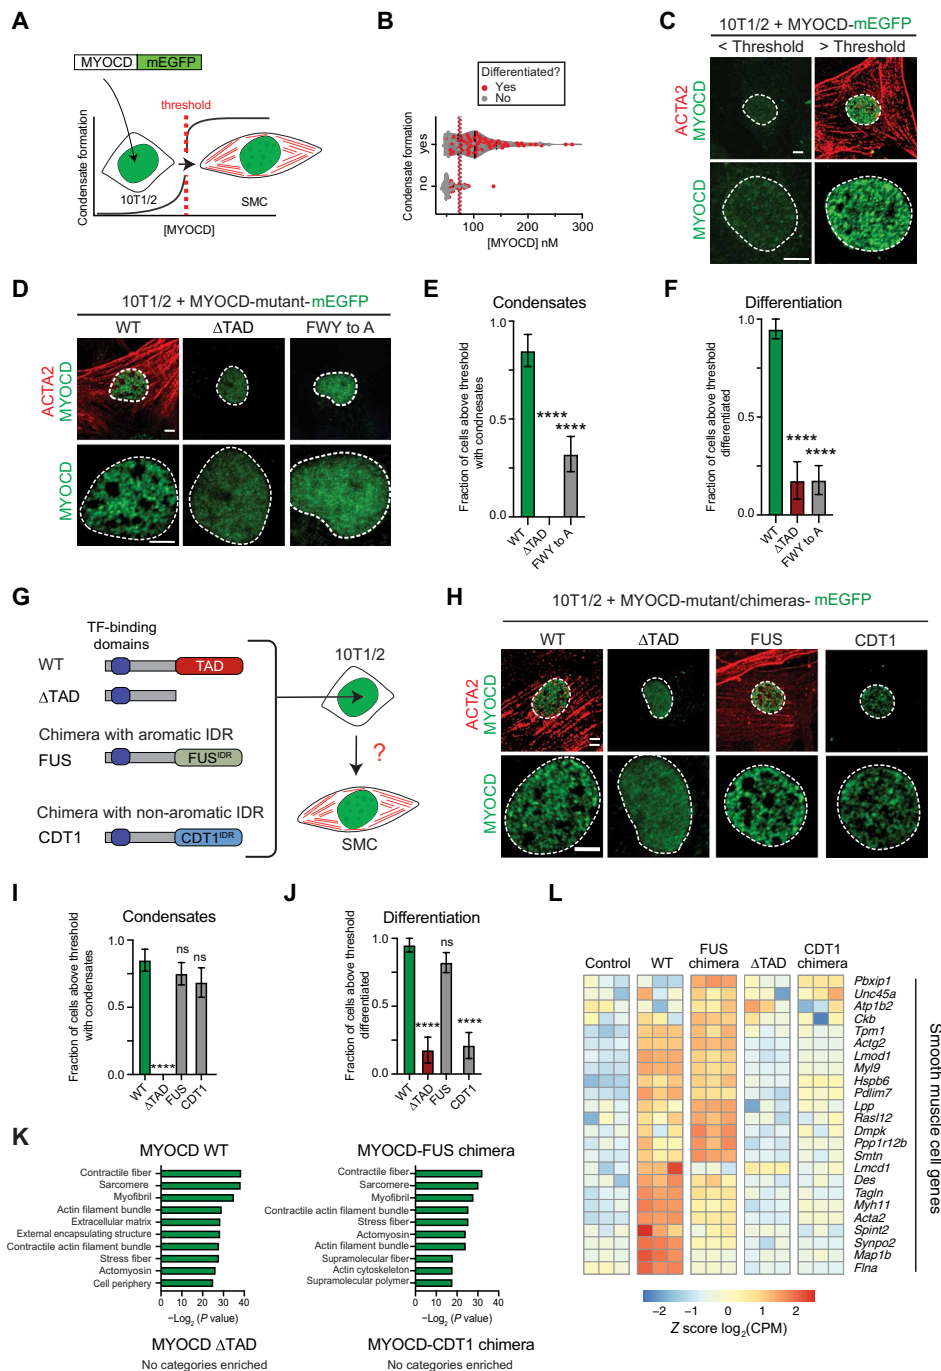 A
MYOCD mEGFP
threshold
Condensate formation
10T1/2
SMC
[MYOCD]
B
Differentiated?
Yes
No
Condensate formation
yes
no
0 100 200 300
[MYOCD] nM
C
10T1/2 + MYOCD-mEGFP
< Threshold > Threshold
ACTA2
MYOCD
MYOCD
D
10T1/2 + MYOCD-mutant-mEGFP
WT ΔTAD FWY to A
ACTA2
MYOCD
MYOCD
E
Condensates
Fraction of cells above threshold
with condnesates
1.0
0.5
0.0
****
****
WT
ΔTAD
FWY to A
F
Differentiation
Fraction of cells above threshold
differentiated
1.0
0.5
0.0
****
****
WT
ΔTAD
FWY to A
G
TF-binding
domains
WT TAD
ΔTAD
Chimera with aromatic IDR
FUS FUS^IDR
Chimera with non-aromatic IDR
CDT1 CDT1^IDR
10T1/2
?
SMC
H
10T1/2 + MYOCD-mutant/chimeras- mEGFP
WT ΔTAD FUS CDT1
ACTA2
MYOCD
MYOCD
I
Condensates
Fraction of cells above threshold
with condensates
1.0
0.5
0.0
****
ns
ns
WT
ΔTAD
FUS
CDT1
J
Differentiation
Fraction of cells above threshold
differentiated
1.0
0.5
0.0
****
ns
****
WT
ΔTAD
FUS
CDT1
K
MYOCD WT
Contractile fiber
Sarcomere
Myofibril
Actin filament bundle
Extracellular matrix
External encapsulating structure
Contractile actin filament bundle
Stress fiber
Actomyosin
Cell periphery
0 10 20 30 40
−Log2 (P value)
MYOCD-FUS chimera
Contractile fiber
Sarcomere
Myofibril
Contractile actin filament bundle
Stress fiber
Actomyosin
Actin filament bundle
Supramolecular fiber
Actin cytoskeleton
Supramolecular polymer
0 10 20 30 40
−Log2 (P value)
MYOCD ΔTAD
No categories enriched
MYOCD-CDT1 chimera
No categories enriched
L
Control WT FUS chimera ΔTAD CDT1 chimera
Pbxip1
Unc45a
Atp1b2
Ckb
Tpm1
Actg2
Lmod1
Myl9
Hspb6
Pdlim7
Lpp
Rasl12
Dmpk
Ppp1r12b
Smtn
Lmcd1
Des
Tagln
Myh11
Acta2
Spint2
Synpo2
Map1b
Flna
Smooth muscle cell genes
−2 −1 0 1 2
Z score log2(CPM)